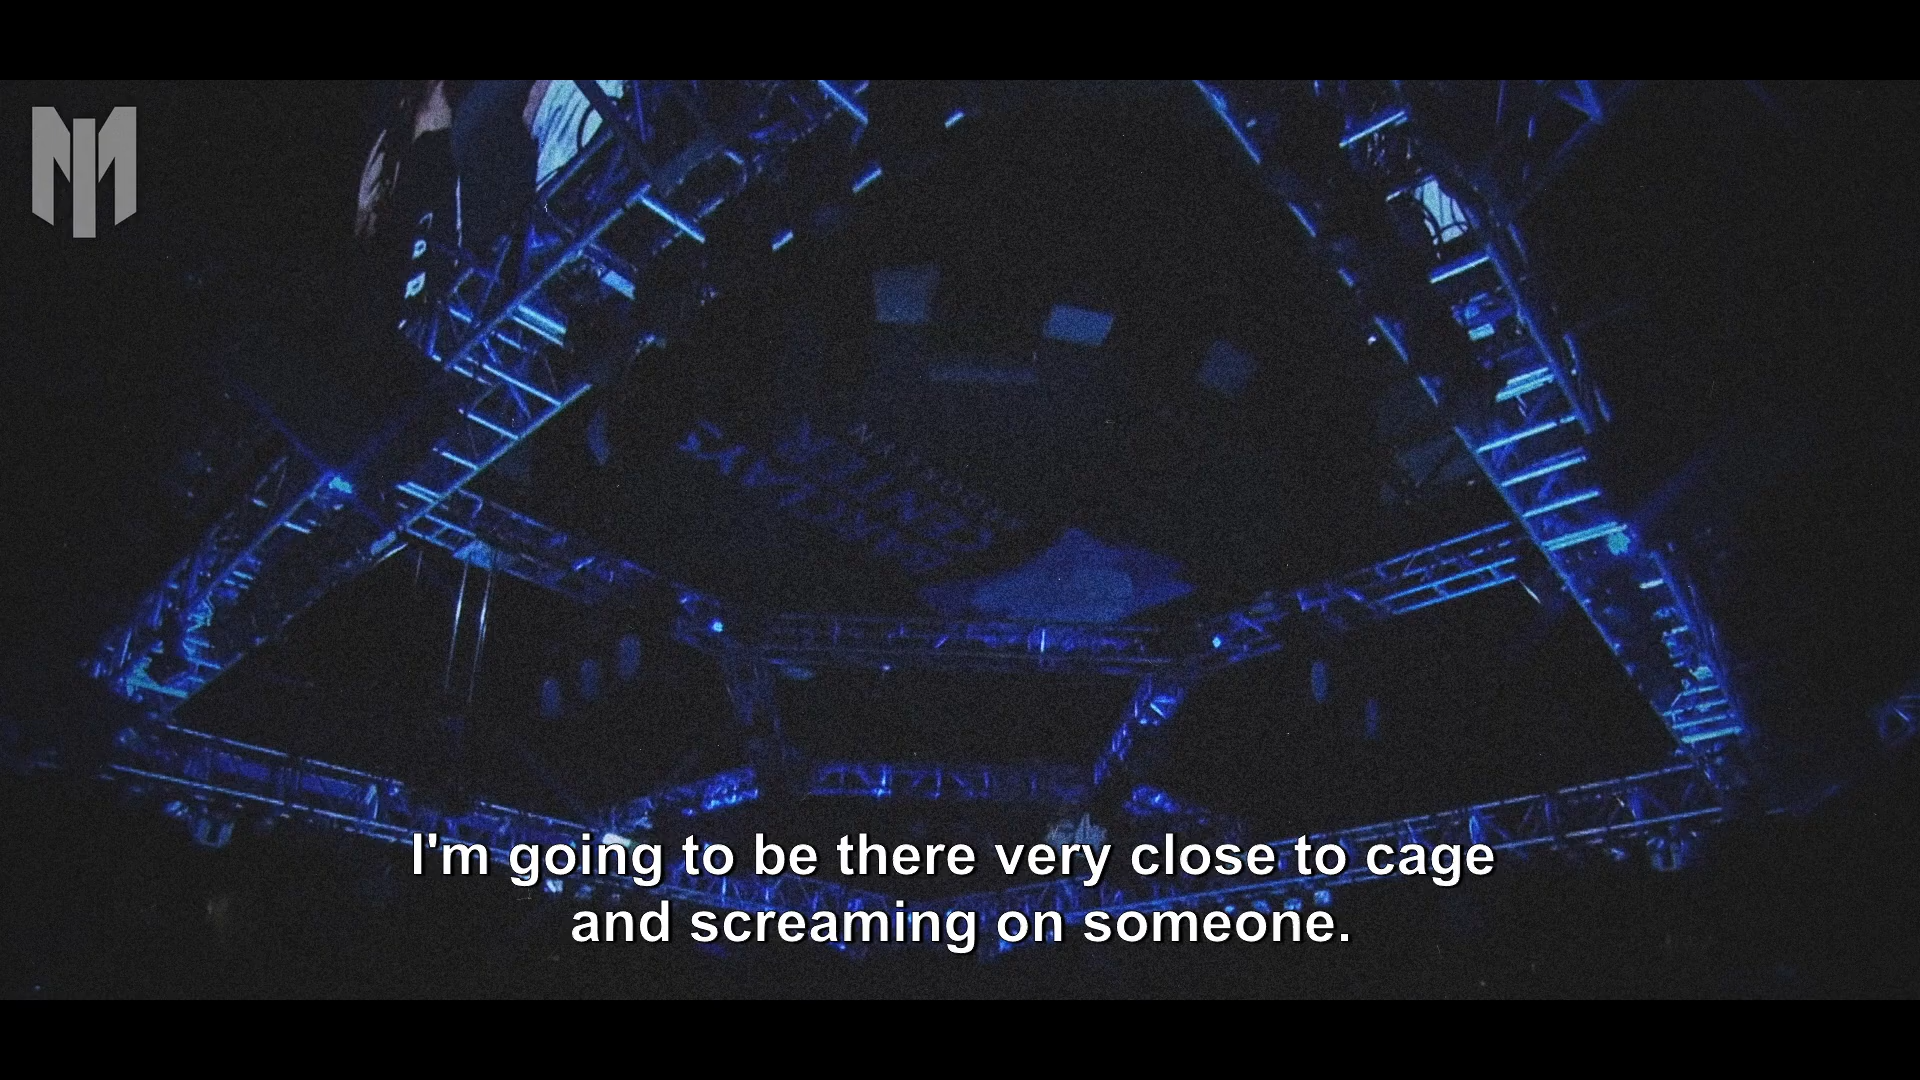 I'm going to be there very close to cage
and screaming on someone.